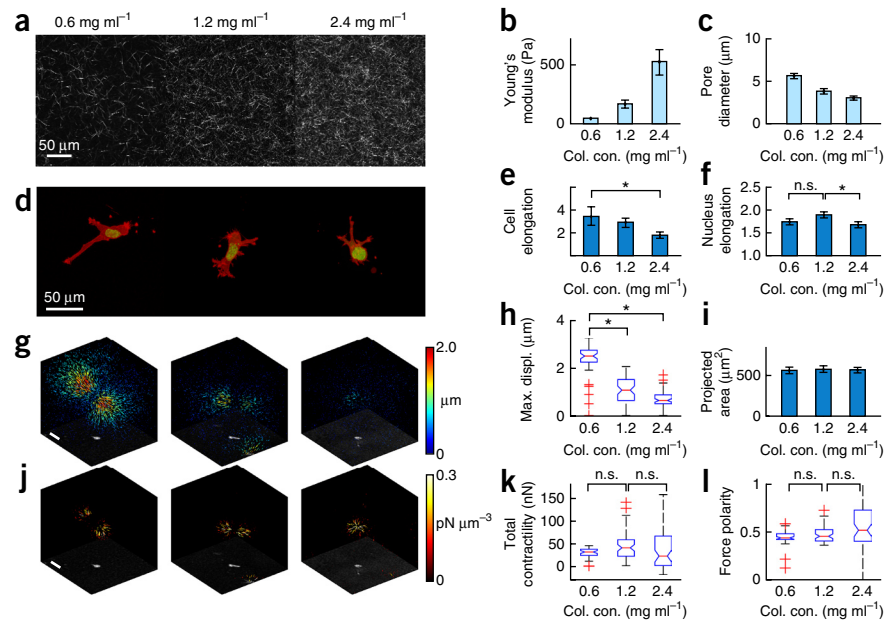 a
0.6 mg ml⁻¹ 1.2 mg ml⁻¹ 2.4 mg ml⁻¹
50 μm
b
Young's modulus (Pa)
500
0
0.6 1.2 2.4
Col. con. (mg ml⁻¹)
c
Pore diameter (μm)
10
5
0
0.6 1.2 2.4
Col. con. (mg ml⁻¹)
d
50 μm
e
Cell elongation
4
2
*
0.6 1.2 2.4
Col. con. (mg ml⁻¹)
f
Nucleus elongation
2.5
2.0
1.5
1.0
n.s. *
0.6 1.2 2.4
Col. con. (mg ml⁻¹)
g
2.0
μm
0
h
Max. displ. (μm)
4
2
0
*
*
0.6 1.2 2.4
Col. con. (mg ml⁻¹)
i
Projected area (μm²)
500
0
0.6 1.2 2.4
Col. con. (mg ml⁻¹)
j
0.3
pN μm⁻³
0
k
Total contractility (nN)
150
100
50
0
n.s. n.s.
0.6 1.2 2.4
Col. con. (mg ml⁻¹)
l
Force polarity
1
0.5
0
n.s. n.s.
0.6 1.2 2.4
Col. con. (mg ml⁻¹)